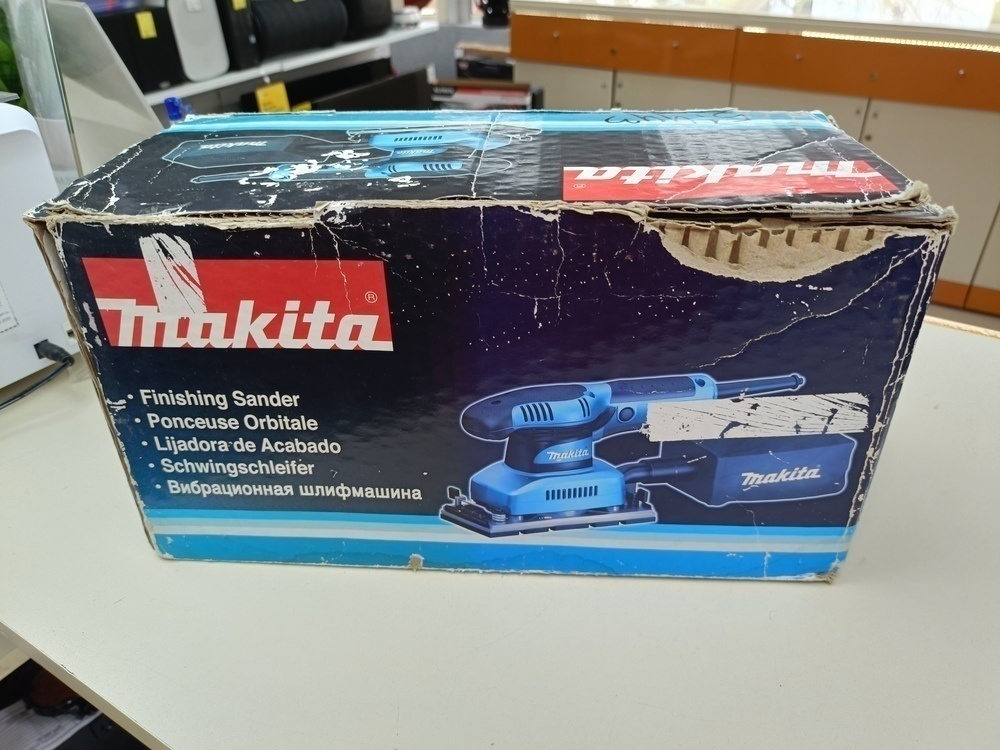 makita
makita®
• Finishing Sander
• Ponceuse Orbitale
• Lijadora de Acabado
• Schwingschleifer
• Вибрационная шлифмашина
makita
makita